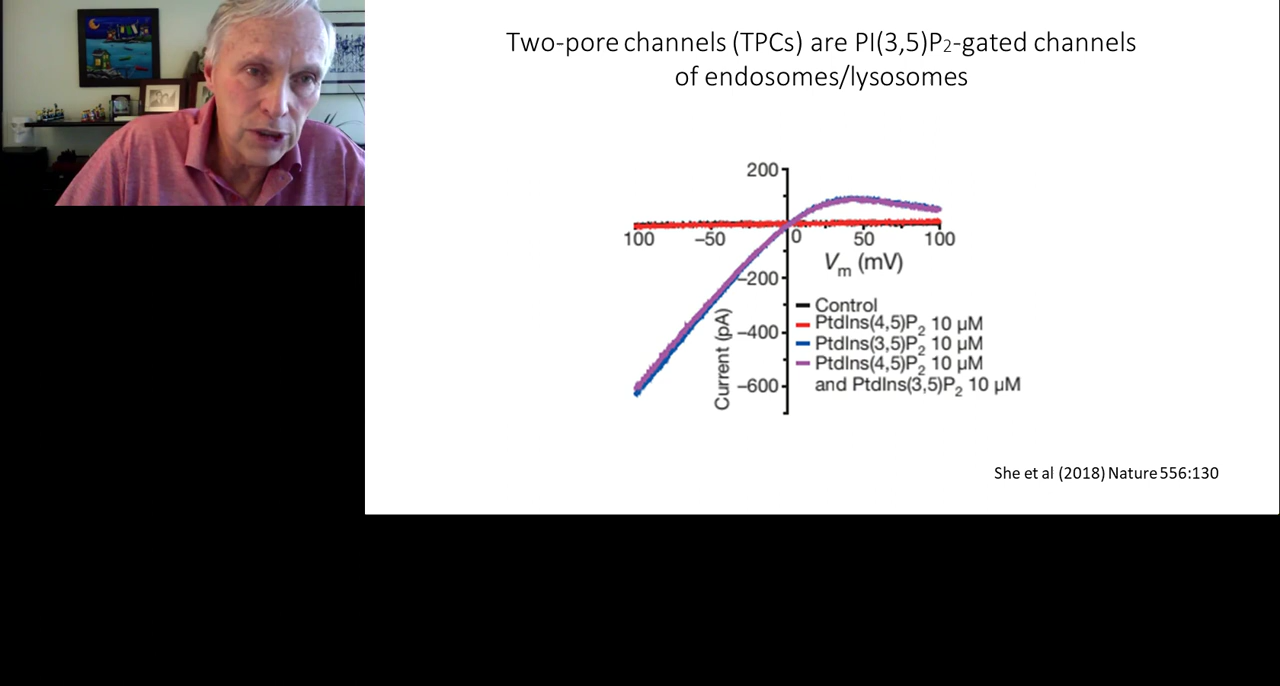 Two-pore channels (TPCs) are PI(3,5)P₂-gated channels
of endosomes/lysosomes
200
100
−50
0
50
100
Vm (mV)
−200
−400
−600
Current (pA)
Control
PtdIns(4,5)P₂ 10 µM
PtdIns(3,5)P₂ 10 µM
PtdIns(4,5)P₂ 10 µM
and PtdIns(3,5)P₂ 10 µM
She et al (2018) Nature 556:130